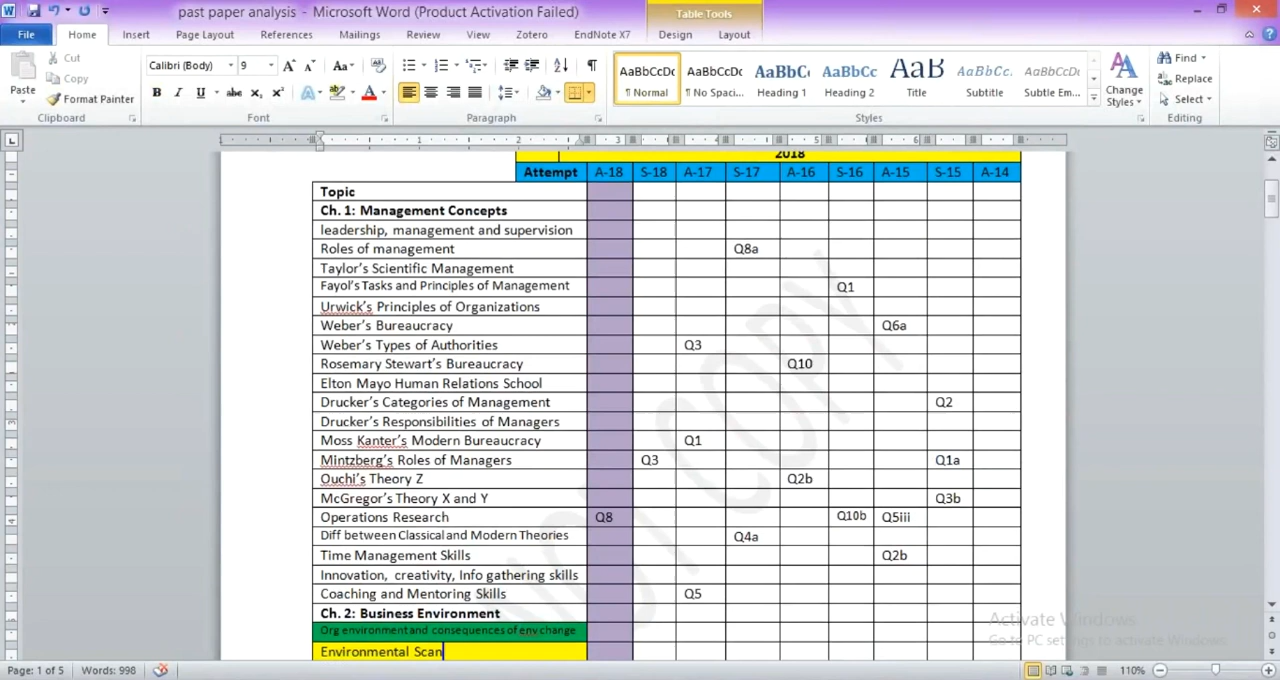 past paper analysis - Microsoft Word (Product Activation Failed)
Table Tools
File Home Insert Page Layout References Mailings Review View Zotero EndNote X7 Design Layout
Cut
Copy
Paste
Format Painter
Clipboard
Calibri (Body) 9
Font
Paragraph
AaBbCcDc AaBbCcDc AaBbCc AaBbCc AaB AaBbCcDc AaBbCcDc
¶ Normal ¶ No Spaci... Heading 1 Heading 2 Title Subtitle Subtle Em...
Styles
Change Styles
Find
Replace
Select
Editing
1 2 3 4 5 6
2018
Attempt A-18 S-18 A-17 S-17 A-16 S-16 A-15 S-15 A-14
Topic
Ch. 1: Management Concepts
leadership, management and supervision
Roles of management Q8a
Taylor's Scientific Management
Fayol's Tasks and Principles of Management Q1
Urwick's Principles of Organizations
Weber's Bureaucracy Q6a
Weber's Types of Authorities Q3
Rosemary Stewart's Bureaucracy Q10
Elton Mayo Human Relations School
Drucker's Categories of Management Q2
Drucker's Responsibilities of Managers
Moss Kanter's Modern Bureaucracy Q1
Mintzberg's Roles of Managers Q3 Q1a
Ouchi's Theory Z Q2b
McGregor's Theory X and Y Q3b
Operations Research Q8 Q10b Q5iii
Diff between Classical and Modern Theories Q4a
Time Management Skills Q2b
Innovation, creativity, Info gathering skills
Coaching and Mentoring Skills Q5
Ch. 2: Business Environment
Org environment and consequences of env change
Environmental Scan
NOT COPY
Activate Windows
Go to PC settings to activate Windows.
Page: 1 of 5 Words: 998 110%